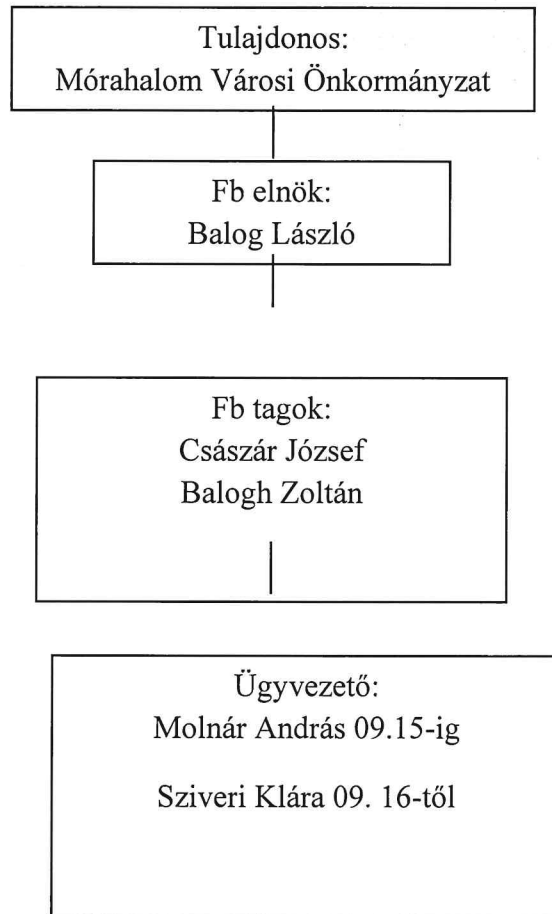 Tulajdonos:
Mórahalom Városi Önkormányzat
Fb elnök:
Balog László
Fb tagok:
Császár József
Balogh Zoltán
Ügyvezető:
Molnár András 09.15-ig
Sziveri Klára 09. 16-től